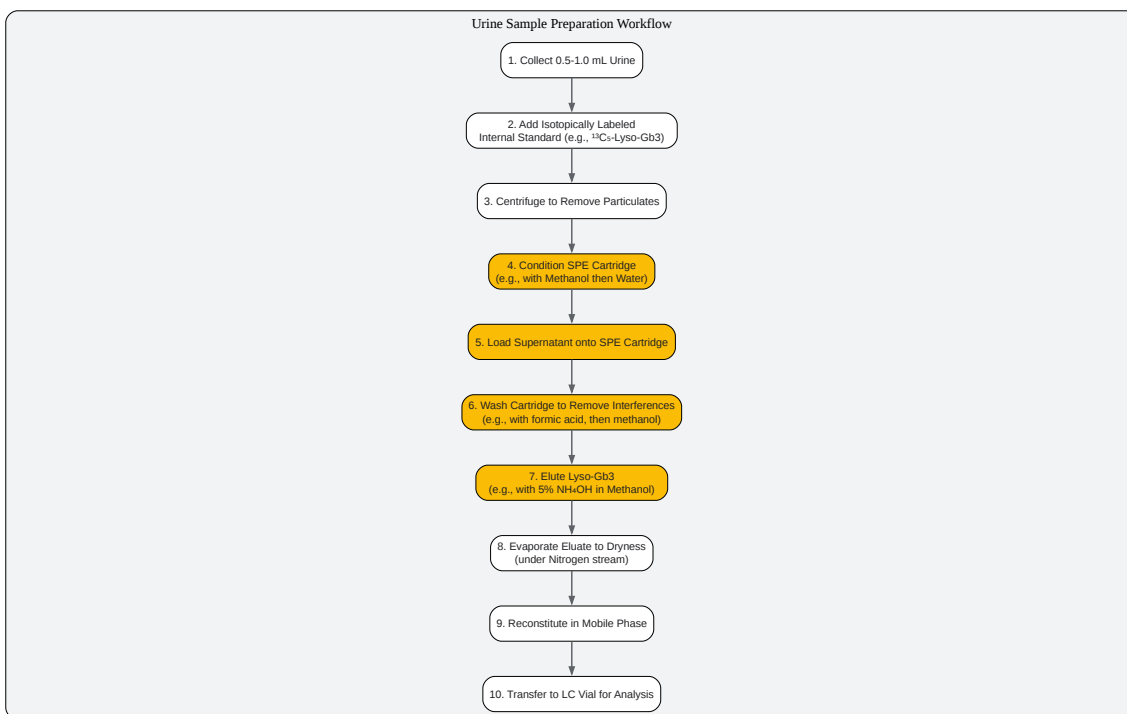 Urine Sample Preparation Workflow
1. Collect 0.5-1.0 mL Urine
2. Add Isotopically Labeled
Internal Standard (e.g., ¹³C₅-Lyso-Gb3)
3. Centrifuge to Remove Particulates
4. Condition SPE Cartridge
(e.g., with Methanol then Water)
5. Load Supernatant onto SPE Cartridge
6. Wash Cartridge to Remove Interferences
(e.g., with formic acid, then methanol)
7. Elute Lyso-Gb3
(e.g., with 5% NH₄OH in Methanol)
8. Evaporate Eluate to Dryness
(under Nitrogen stream)
9. Reconstitute in Mobile Phase
10. Transfer to LC Vial for Analysis